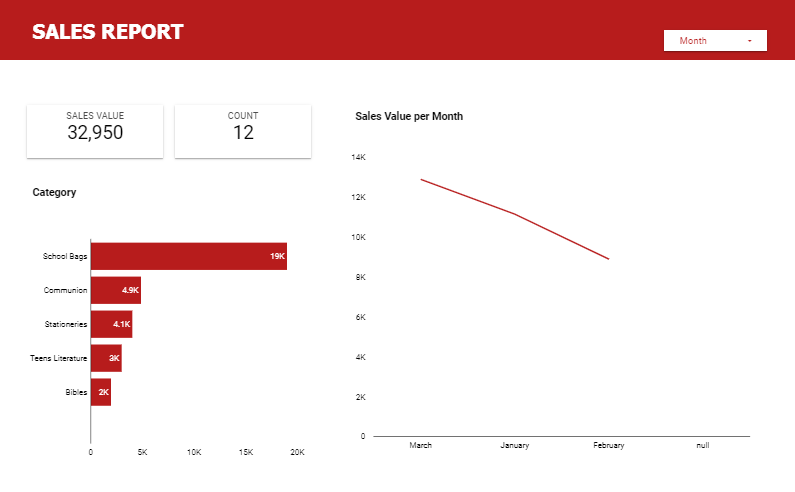 SALES REPORT
Month
SALES VALUE
32,950
COUNT
12
Category
School Bags
19K
Communion
4.9K
Stationeries
4.1K
Teens Literature
3K
Bibles
2K
0 5K 10K 15K 20K
Sales Value per Month
14K
12K
10K
8K
6K
4K
2K
0
March January February null